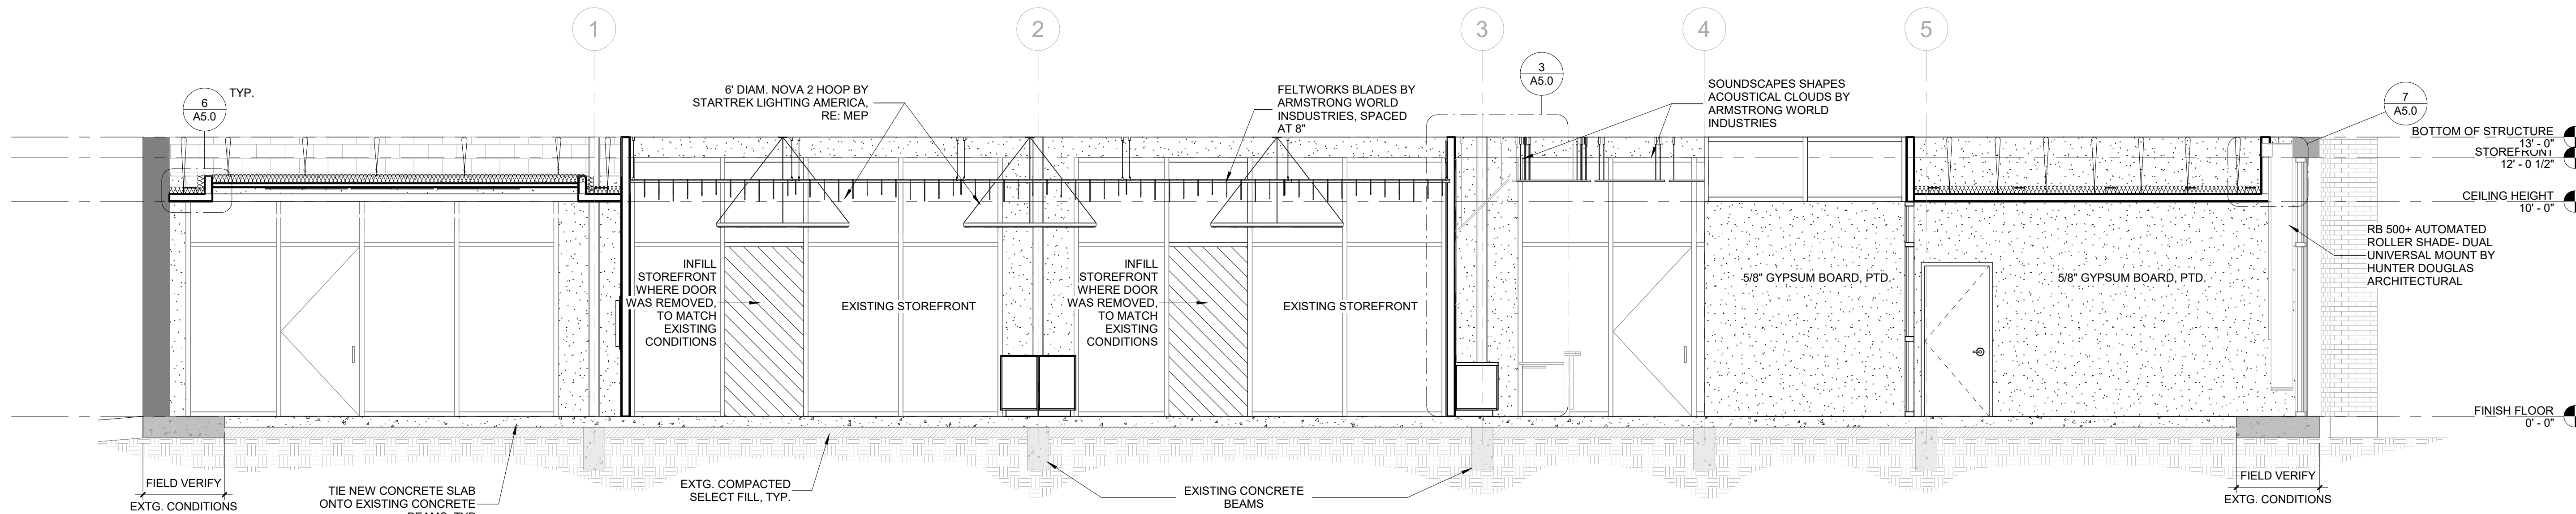 1
2
3
4
5
6
A5.0
TYP.
6' DIAM. NOVA 2 HOOP BY
STARTREK LIGHTING AMERICA,
RE: MEP
FELTWORKS BLADES BY
ARMSTRONG WORLD
INSDUSTRIES, SPACED
AT 8"
3
A5.0
SOUNDSCAPES SHAPES
ACOUSTICAL CLOUDS BY
ARMSTRONG WORLD
INDUSTRIES
7
A5.0
BOTTOM OF STRUCTURE
13' - 0"
STOREFRONT
12' - 0 1/2"
CEILING HEIGHT
10' - 0"
RB 500+ AUTOMATED
ROLLER SHADE- DUAL
UNIVERSAL MOUNT BY
HUNTER DOUGLAS
ARCHITECTURAL
INFILL
STOREFRONT
WHERE DOOR
WAS REMOVED,
TO MATCH
EXISTING
CONDITIONS
EXISTING STOREFRONT
INFILL
STOREFRONT
WHERE DOOR
WAS REMOVED,
TO MATCH
EXISTING
CONDITIONS
EXISTING STOREFRONT
5/8" GYPSUM BOARD, PTD.
5/8" GYPSUM BOARD, PTD.
FINISH FLOOR
0' - 0"
FIELD VERIFY
EXTG. CONDITIONS
TIE NEW CONCRETE SLAB
ONTO EXISTING CONCRETE
BEAMS, TYP
EXTG. COMPACTED
SELECT FILL, TYP.
EXISTING CONCRETE
BEAMS
FIELD VERIFY
EXTG. CONDITIONS